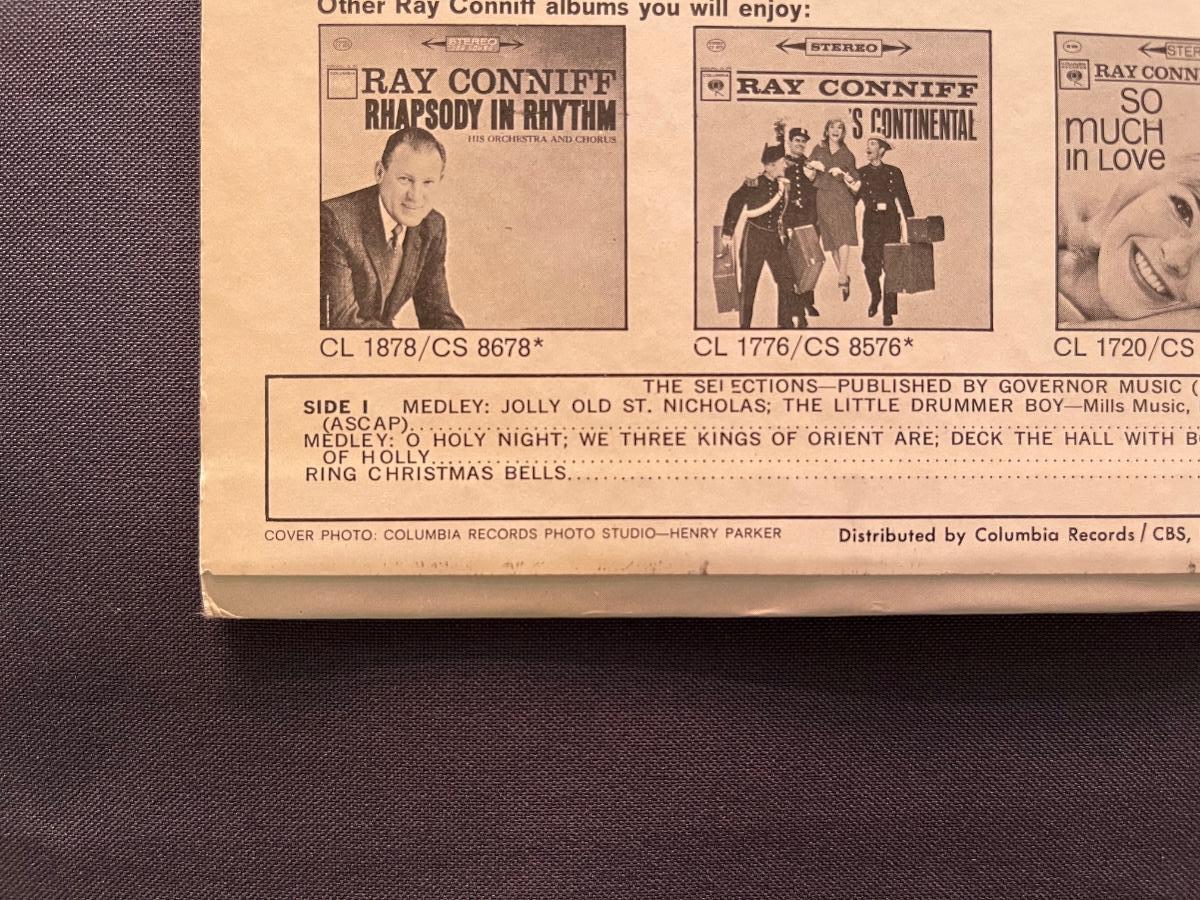 Other Ray Conniff albums you will enjoy:
STEREO
RAY CONNIFF
RHAPSODY IN RHYTHM
HIS ORCHESTRA AND CHORUS
CL 1878/CS 8678*
STEREO
COLUMBIA
RAY CONNIFF
'S CONTINENTAL
CL 1776/CS 8576*
STER
RAY CONN
SO
MUCH
IN LOVE
CL 1720/CS
THE SELECTIONS—PUBLISHED BY GOVERNOR MUSIC (
SIDE I MEDLEY: JOLLY OLD ST. NICHOLAS; THE LITTLE DRUMMER BOY—Mills Music,
(ASCAP)
MEDLEY: O HOLY NIGHT; WE THREE KINGS OF ORIENT ARE; DECK THE HALL WITH B
OF HOLLY
RING CHRISTMAS BELLS
COVER PHOTO: COLUMBIA RECORDS PHOTO STUDIO—HENRY PARKER
Distributed by Columbia Records / CBS,